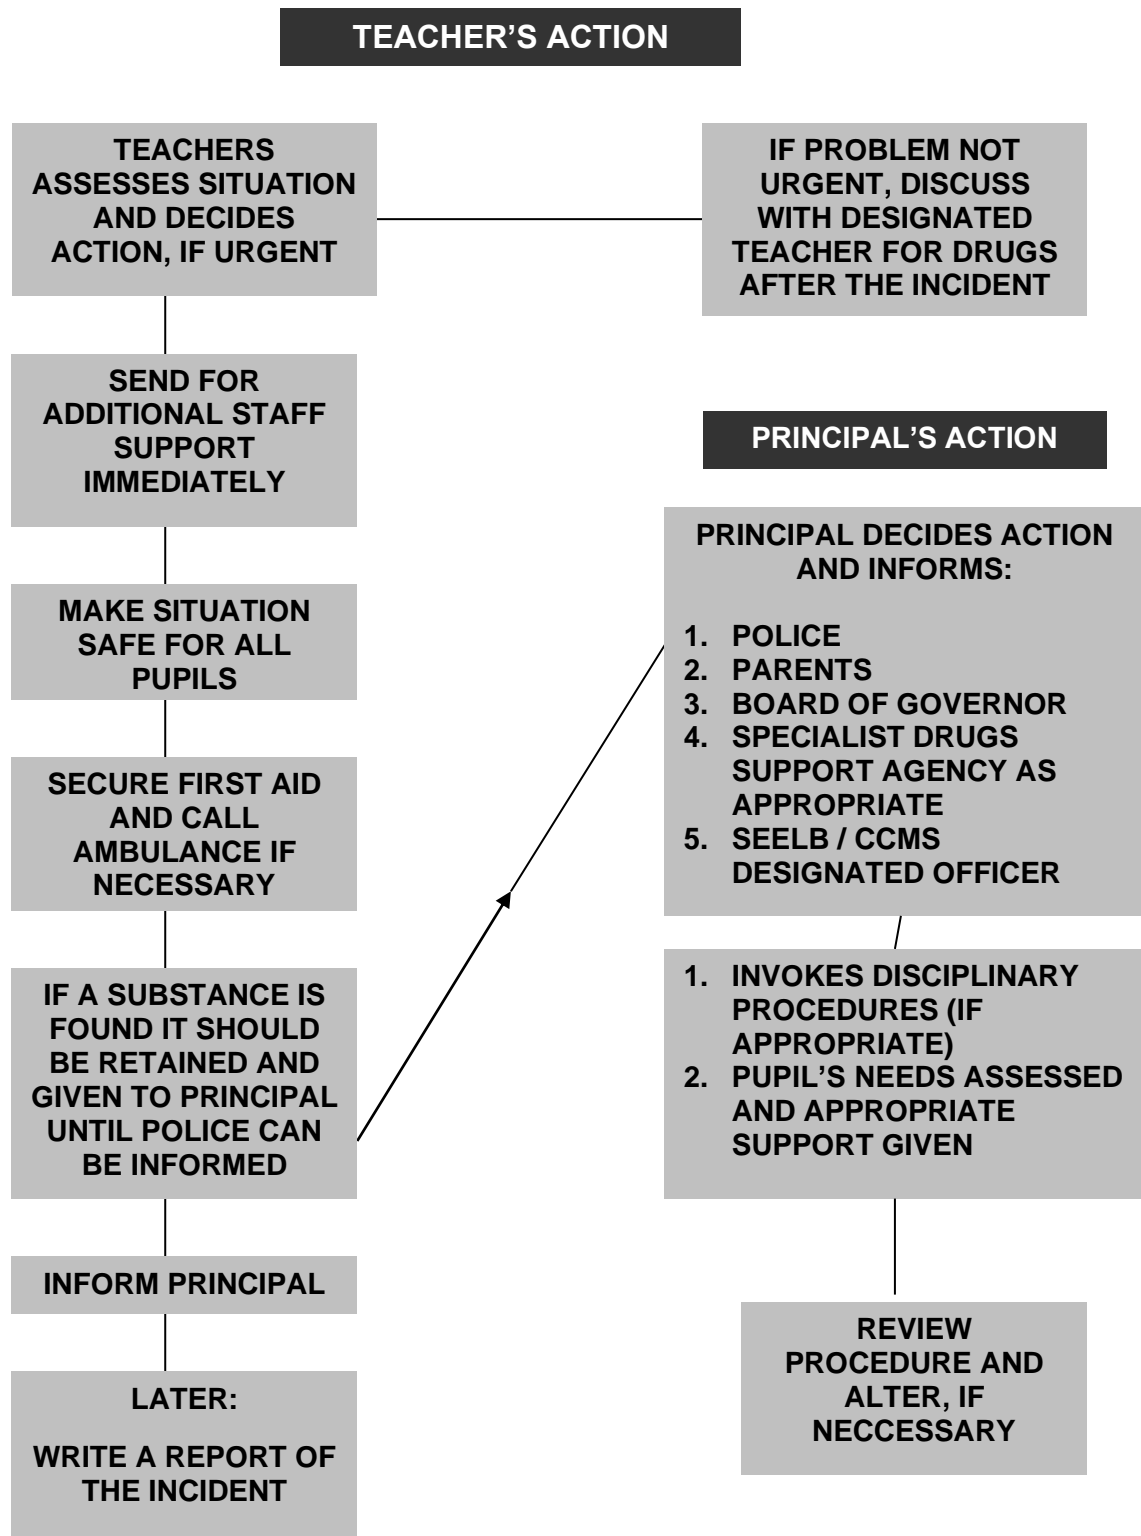 TEACHER’S ACTION
TEACHERS
ASSESSES SITUATION
AND DECIDES
ACTION, IF URGENT
IF PROBLEM NOT
URGENT, DISCUSS
WITH DESIGNATED
TEACHER FOR DRUGS
AFTER THE INCIDENT
SEND FOR
ADDITIONAL STAFF
SUPPORT
IMMEDIATELY
MAKE SITUATION
SAFE FOR ALL
PUPILS
SECURE FIRST AID
AND CALL
AMBULANCE IF
NECESSARY
IF A SUBSTANCE IS
FOUND IT SHOULD
BE RETAINED AND
GIVEN TO PRINCIPAL
UNTIL POLICE CAN
BE INFORMED
INFORM PRINCIPAL
LATER:
WRITE A REPORT OF
THE INCIDENT
PRINCIPAL’S ACTION
PRINCIPAL DECIDES ACTION
AND INFORMS:
1. POLICE
2. PARENTS
3. BOARD OF GOVERNOR
4. SPECIALIST DRUGS
SUPPORT AGENCY AS
APPROPRIATE
5. SEELB / CCMS
DESIGNATED OFFICER
1. INVOKES DISCIPLINARY
PROCEDURES (IF
APPROPRIATE)
2. PUPIL’S NEEDS ASSESSED
AND APPROPRIATE
SUPPORT GIVEN
REVIEW
PROCEDURE AND
ALTER, IF
NECCESSARY